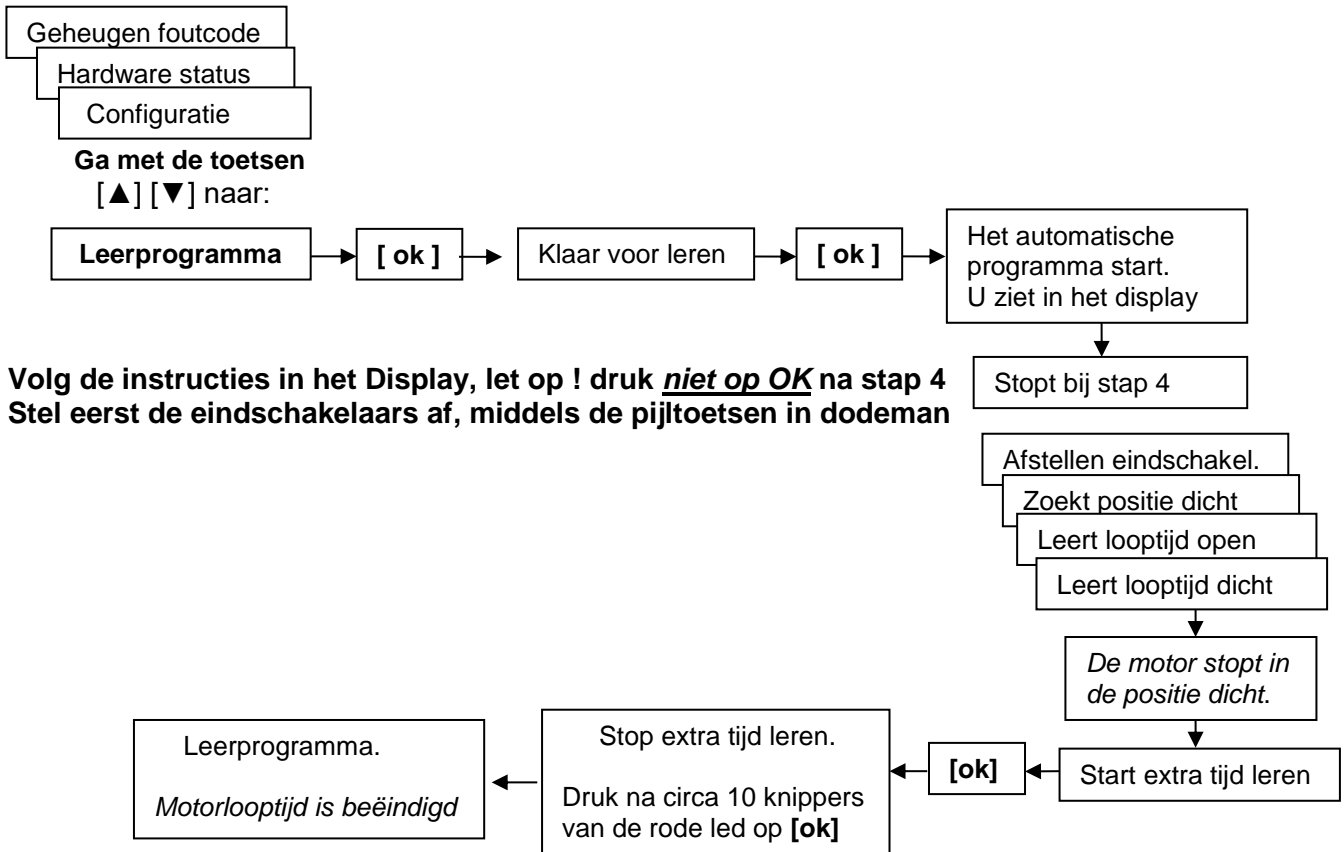 Geheugen foutcode
Hardware status
Configuratie
Ga met de toetsen
[▲] [▼] naar:
Leerprogramma
[ ok ]
Klaar voor leren
[ ok ]
Het automatische
programma start.
U ziet in het display
Volg de instructies in het Display, let op ! druk niet op OK na stap 4
Stel eerst de eindschakelaars af, middels de pijltoetsen in dodeman
Stopt bij stap 4
Afstellen eindschakel.
Zoekt positie dicht
Leert looptijd open
Leert looptijd dicht
De motor stopt in
de positie dicht.
Start extra tijd leren
[ok]
Stop extra tijd leren.
Druk na circa 10 knippers
van de rode led op [ok]
Leerprogramma.
Motorlooptijd is beëindigd